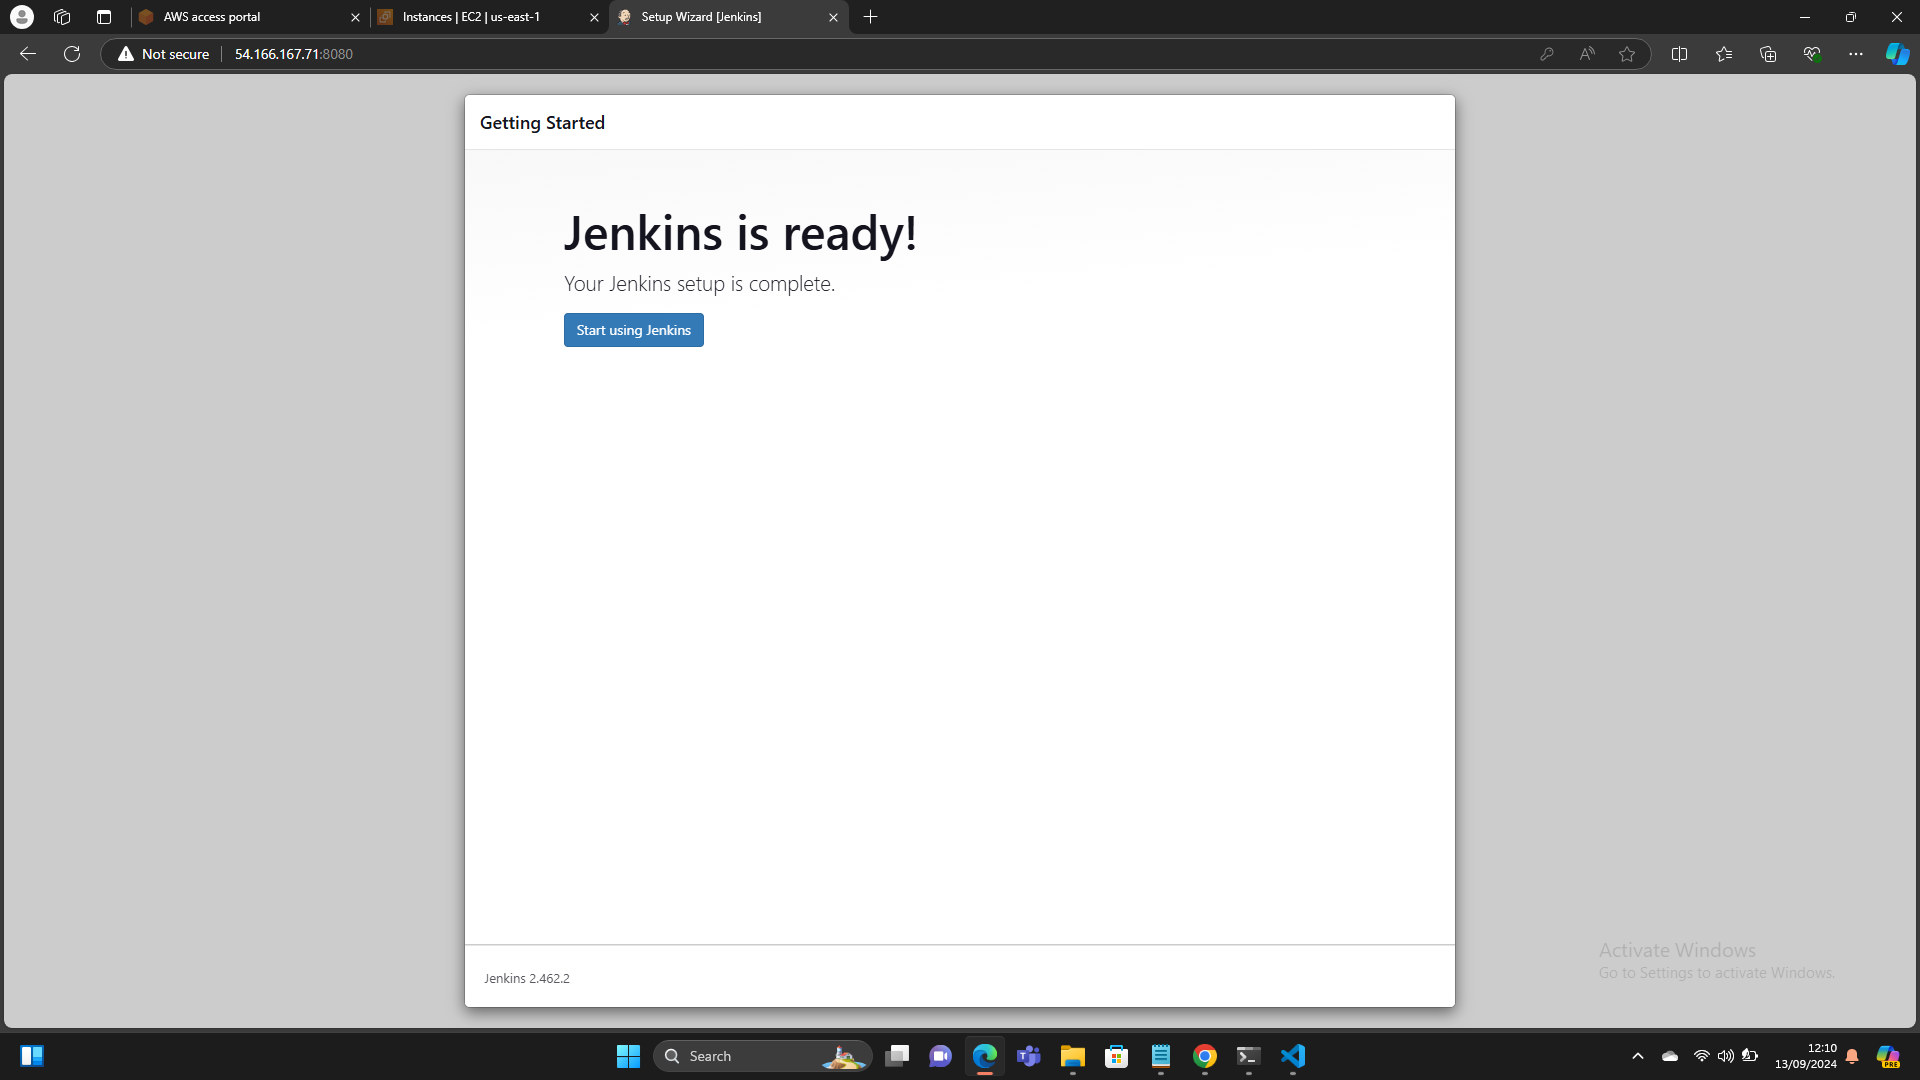 AWS access portal
Instances | EC2 | us-east-1
Setup Wizard [Jenkins]
Not secure
54.166.167.71:8080
Getting Started
Jenkins is ready!
Your Jenkins setup is complete.
Start using Jenkins
Jenkins 2.462.2
Activate Windows
Go to Settings to activate Windows.
Search
12:10
13/09/2024
PRE